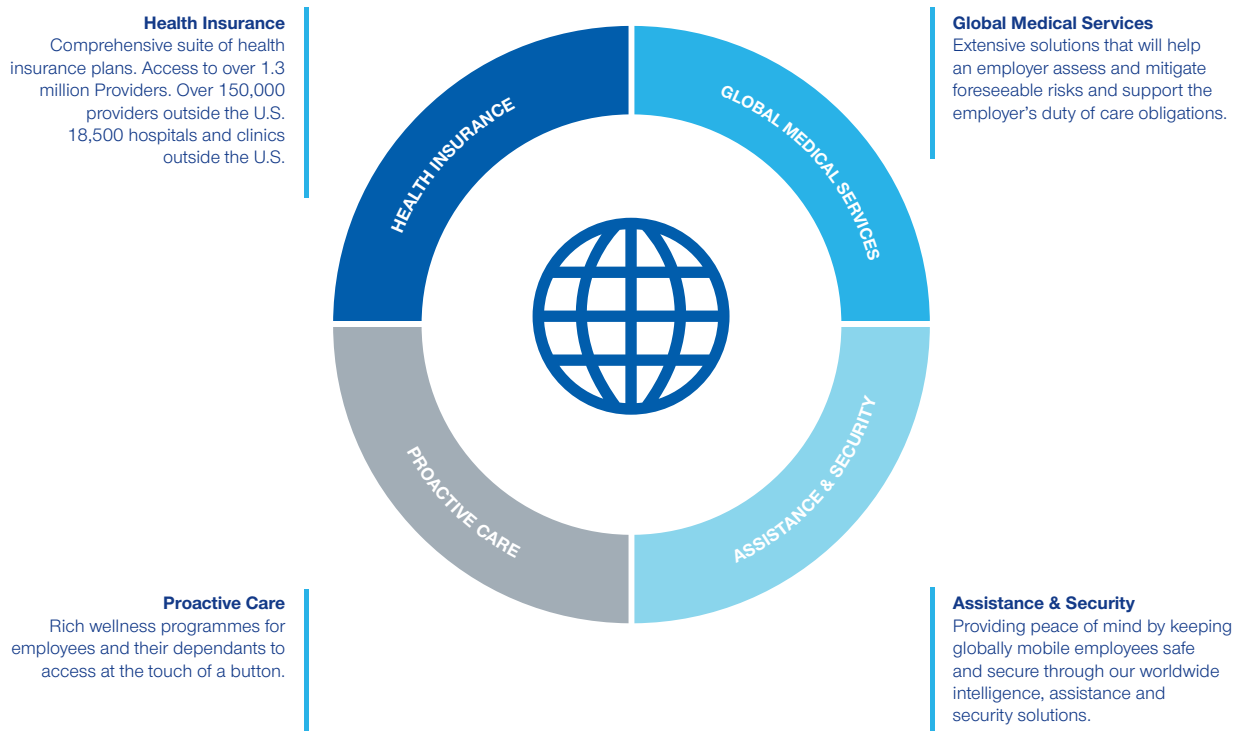 Health Insurance
Comprehensive suite of health
insurance plans. Access to over 1.3
million Providers. Over 150,000
providers outside the U.S.
18,500 hospitals and clinics
outside the U.S.
Global Medical Services
Extensive solutions that will help
an employer assess and mitigate
foreseeable risks and support the
employer’s duty of care obligations.
HEALTH INSURANCE
GLOBAL MEDICAL SERVICES
PROACTIVE CARE
ASSISTANCE & SECURITY
Proactive Care
Rich wellness programmes for
employees and their dependants to
access at the touch of a button.
Assistance & Security
Providing peace of mind by keeping
globally mobile employees safe
and secure through our worldwide
intelligence, assistance and
security solutions.